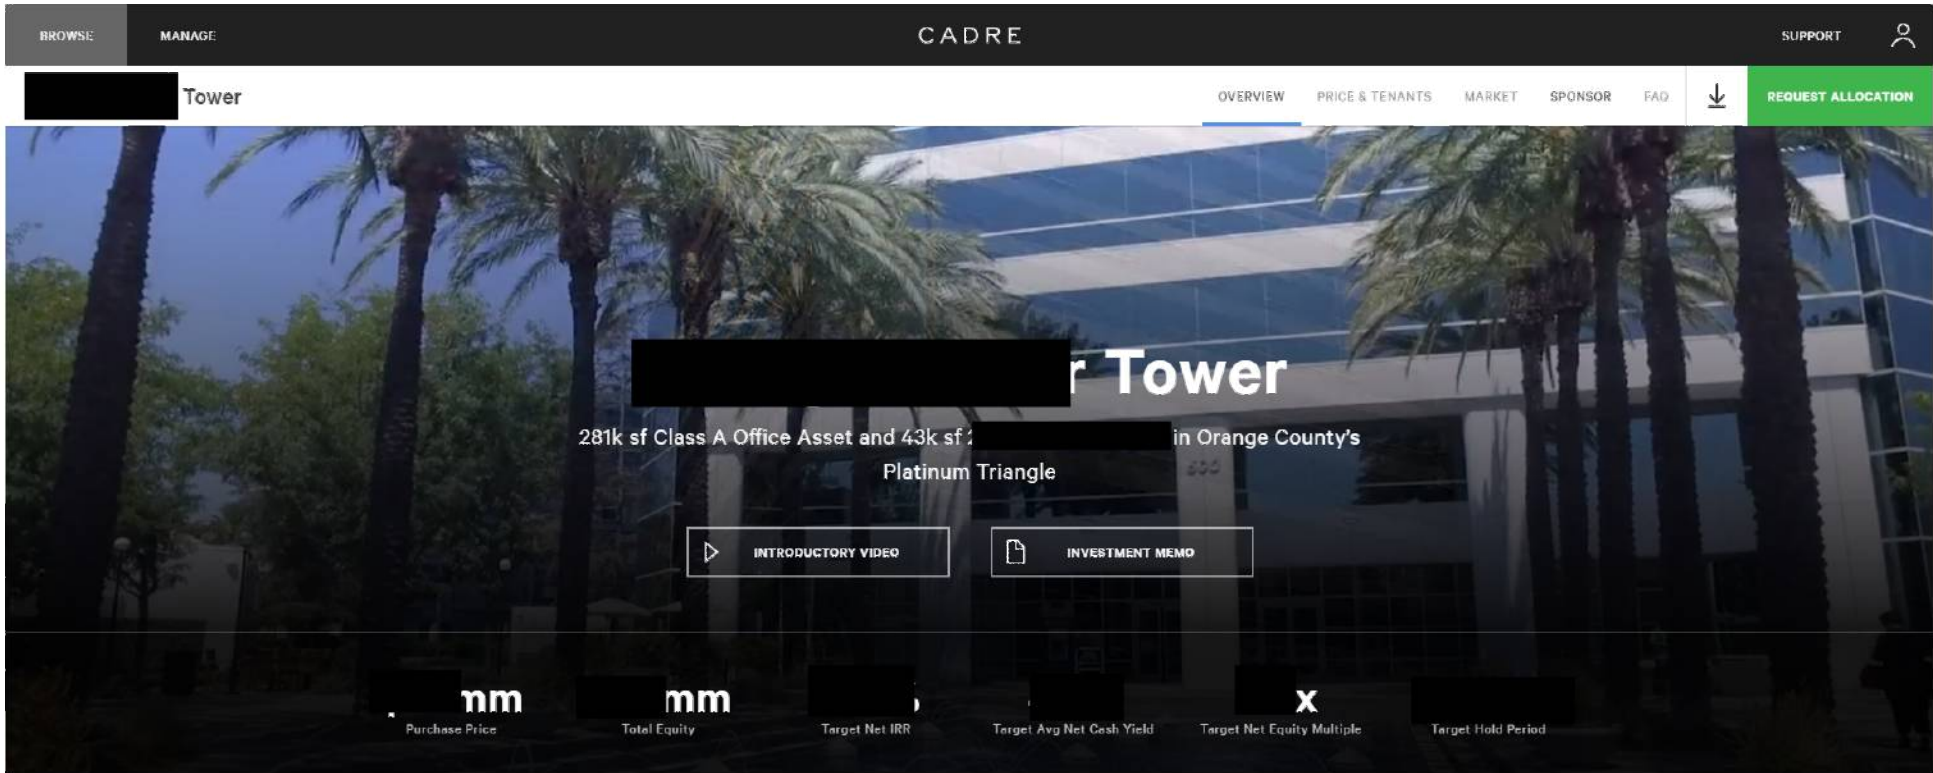 BROWSE MANAGE CADRE SUPPORT
Tower OVERVIEW PRICE & TENANTS MARKET SPONSOR FAQ REQUEST ALLOCATION
Tower
281k sf Class A Office Asset and 43k sf in Orange County's
Platinum Triangle
600
INTRODUCTORY VIDEO INVESTMENT MEMO
mm mm x
Purchase Price Total Equity Target Net IRR Target Avg Net Cash Yield Target Net Equity Multiple Target Hold Period